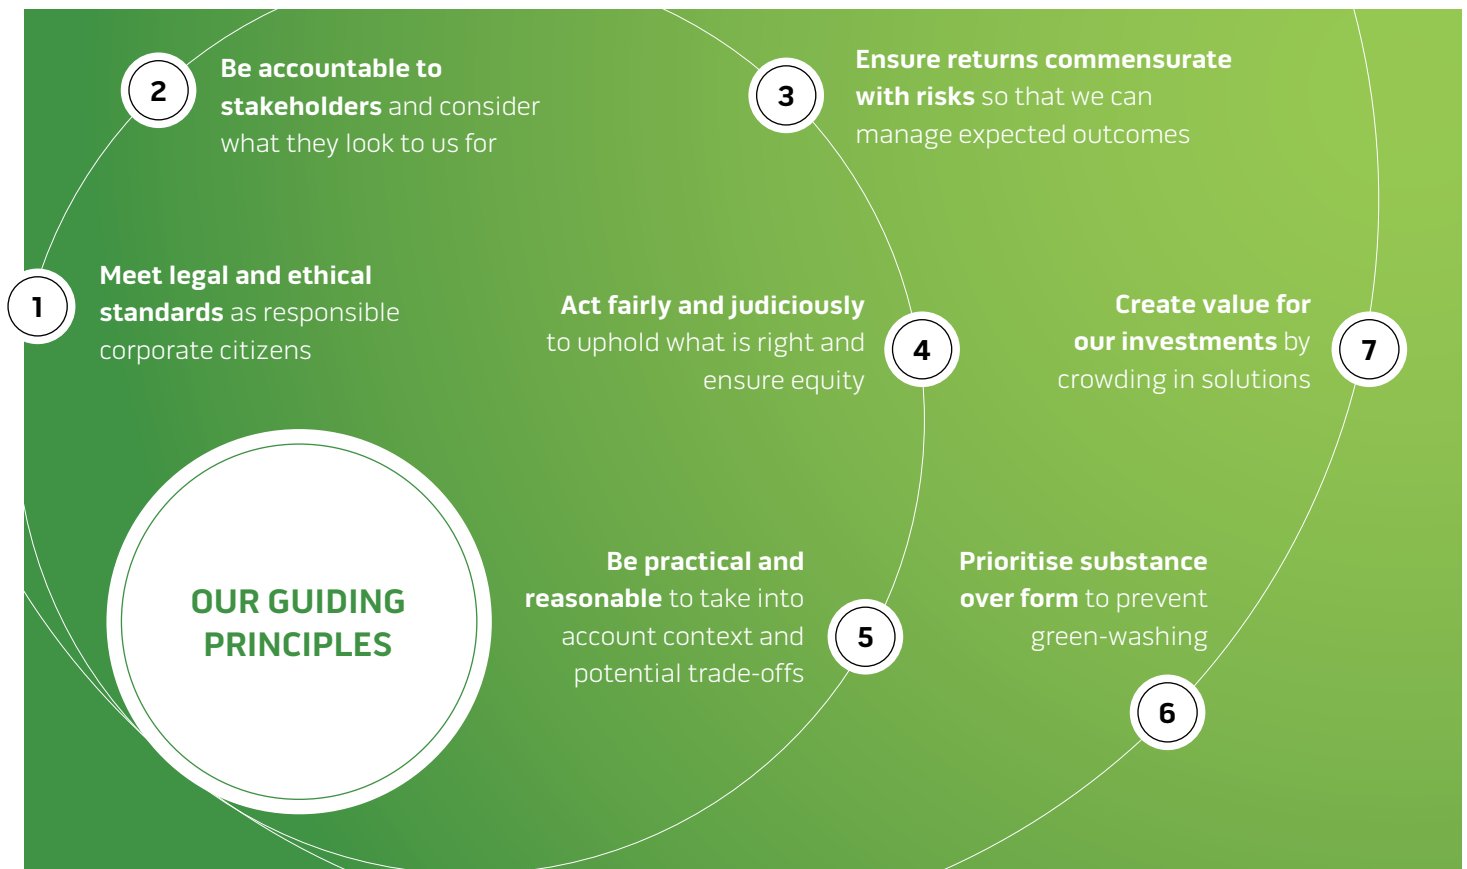 OUR GUIDING
PRINCIPLES
1
Meet legal and ethical
standards as responsible
corporate citizens
2
Be accountable to
stakeholders and consider
what they look to us for
3
Ensure returns commensurate
with risks so that we can
manage expected outcomes
4
Act fairly and judiciously
to uphold what is right and
ensure equity
5
Be practical and
reasonable to take into
account context and
potential trade-offs
6
Prioritise substance
over form to prevent
green-washing
7
Create value for
our investments by
crowding in solutions